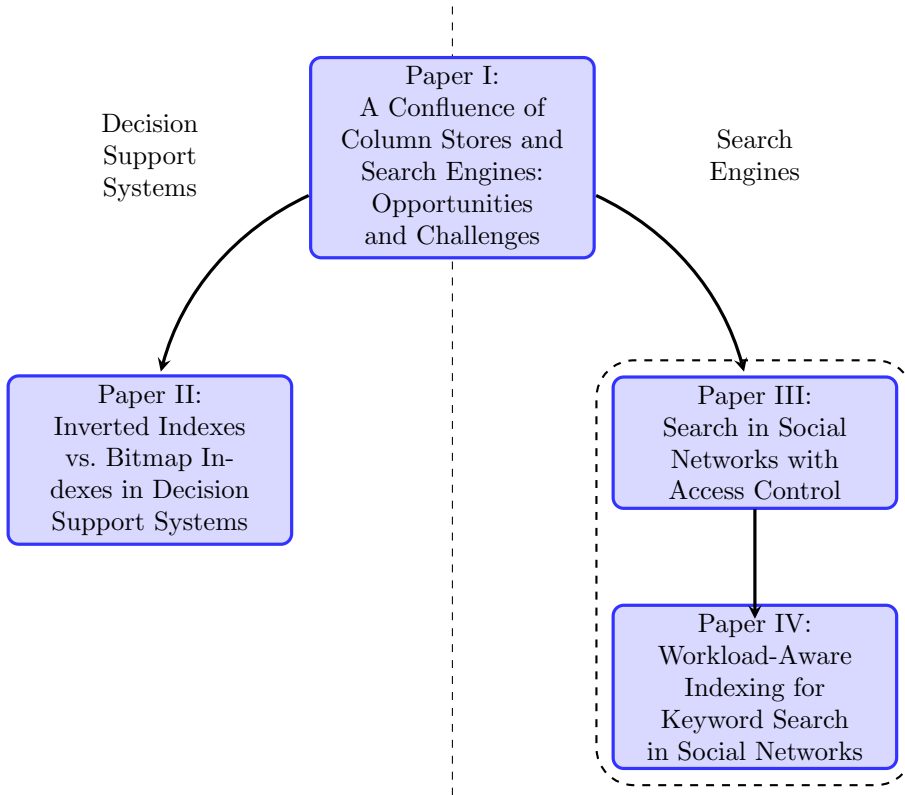 Paper I:
A Confluence of
Column Stores and
Search Engines:
Opportunities
and Challenges
Decision
Support
Systems
Search
Engines
Paper II:
Inverted Indexes
vs. Bitmap In-
dexes in Decision
Support Systems
Paper III:
Search in Social
Networks with
Access Control
Paper IV:
Workload-Aware
Indexing for
Keyword Search
in Social Networks